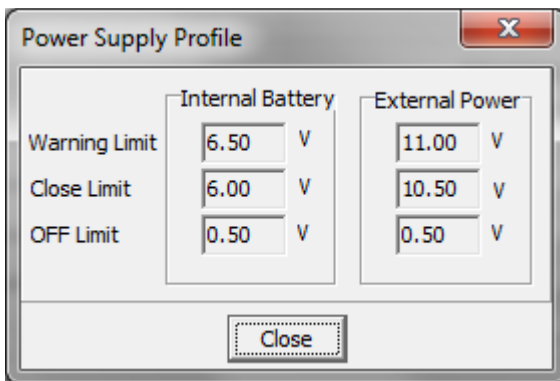 Power Supply Profile
Internal Battery External Power
Warning Limit 6.50 V 11.00 V
Close Limit 6.00 V 10.50 V
OFF Limit 0.50 V 0.50 V
Close